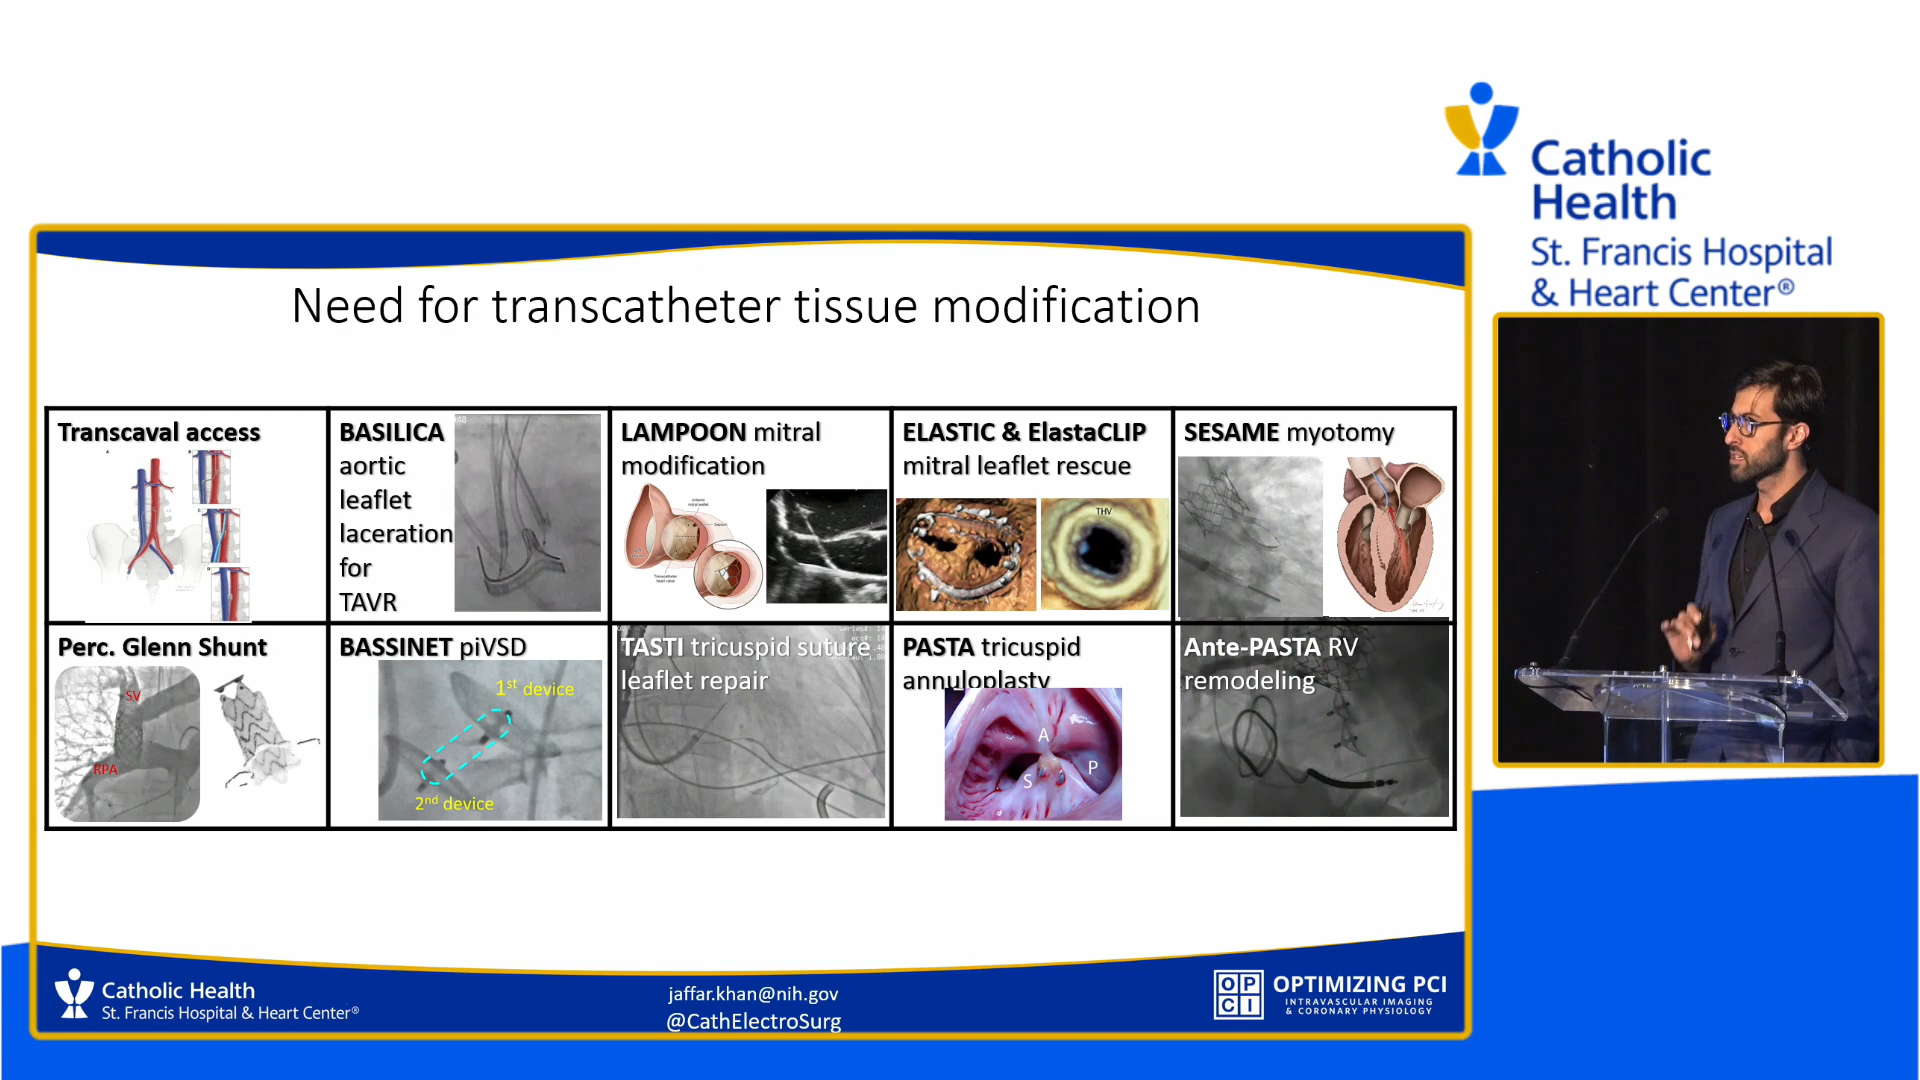 Catholic
Health
St. Francis Hospital
& Heart Center®
Need for transcatheter tissue modification
Transcaval access
BASILICA
aortic
leaflet
laceration
for
TAVR
LAMPOON mitral
modification
ELASTIC & ElastaCLIP
mitral leaflet rescue
THV
SESAME myotomy
Perc. Glenn Shunt
SV
RPA
BASSINET piVSD
1st device
2nd device
TASTI tricuspid suture
leaflet repair
PASTA tricuspid
annuloplasty
A
P
S
Ante-PASTA RV
remodeling
Catholic Health
St. Francis Hospital & Heart Center®
jaffar.khan@nih.gov
@CathElectroSurg
OP
CI
OPTIMIZING PCI
INTRAVASCULAR IMAGING
& CORONARY PHYSIOLOGY